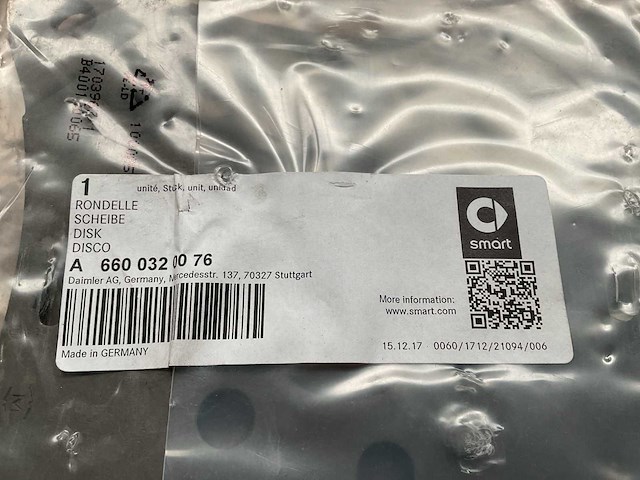 1 unité, Stück, unit, unidad
RONDELLE
SCHEIBE
DISK
DISCO
A 660 032 00 76
Daimler AG, Germany, Mercedesstr. 137, 70327 Stuttgart
Made in GERMANY
smart
More information:
www.smart.com
15.12.17 0060/1712/21094/006